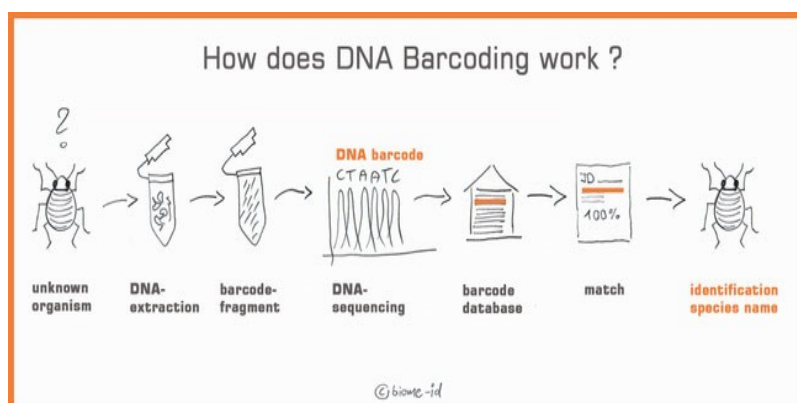 How does DNA Barcoding work ?
?
DNA barcode
CTAATC
ID
100%
unknown
organism
DNA-
extraction
barcode-
fragment
DNA-
sequencing
barcode
database
match
identification
species name
©biome-id